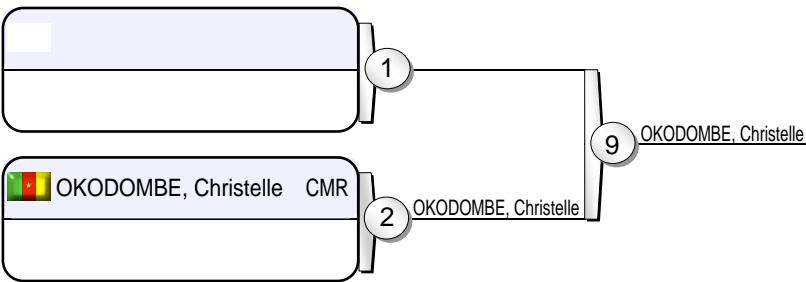 1
OKODOMBE, Christelle CMR
2
OKODOMBE, Christelle
9
OKODOMBE, Christelle